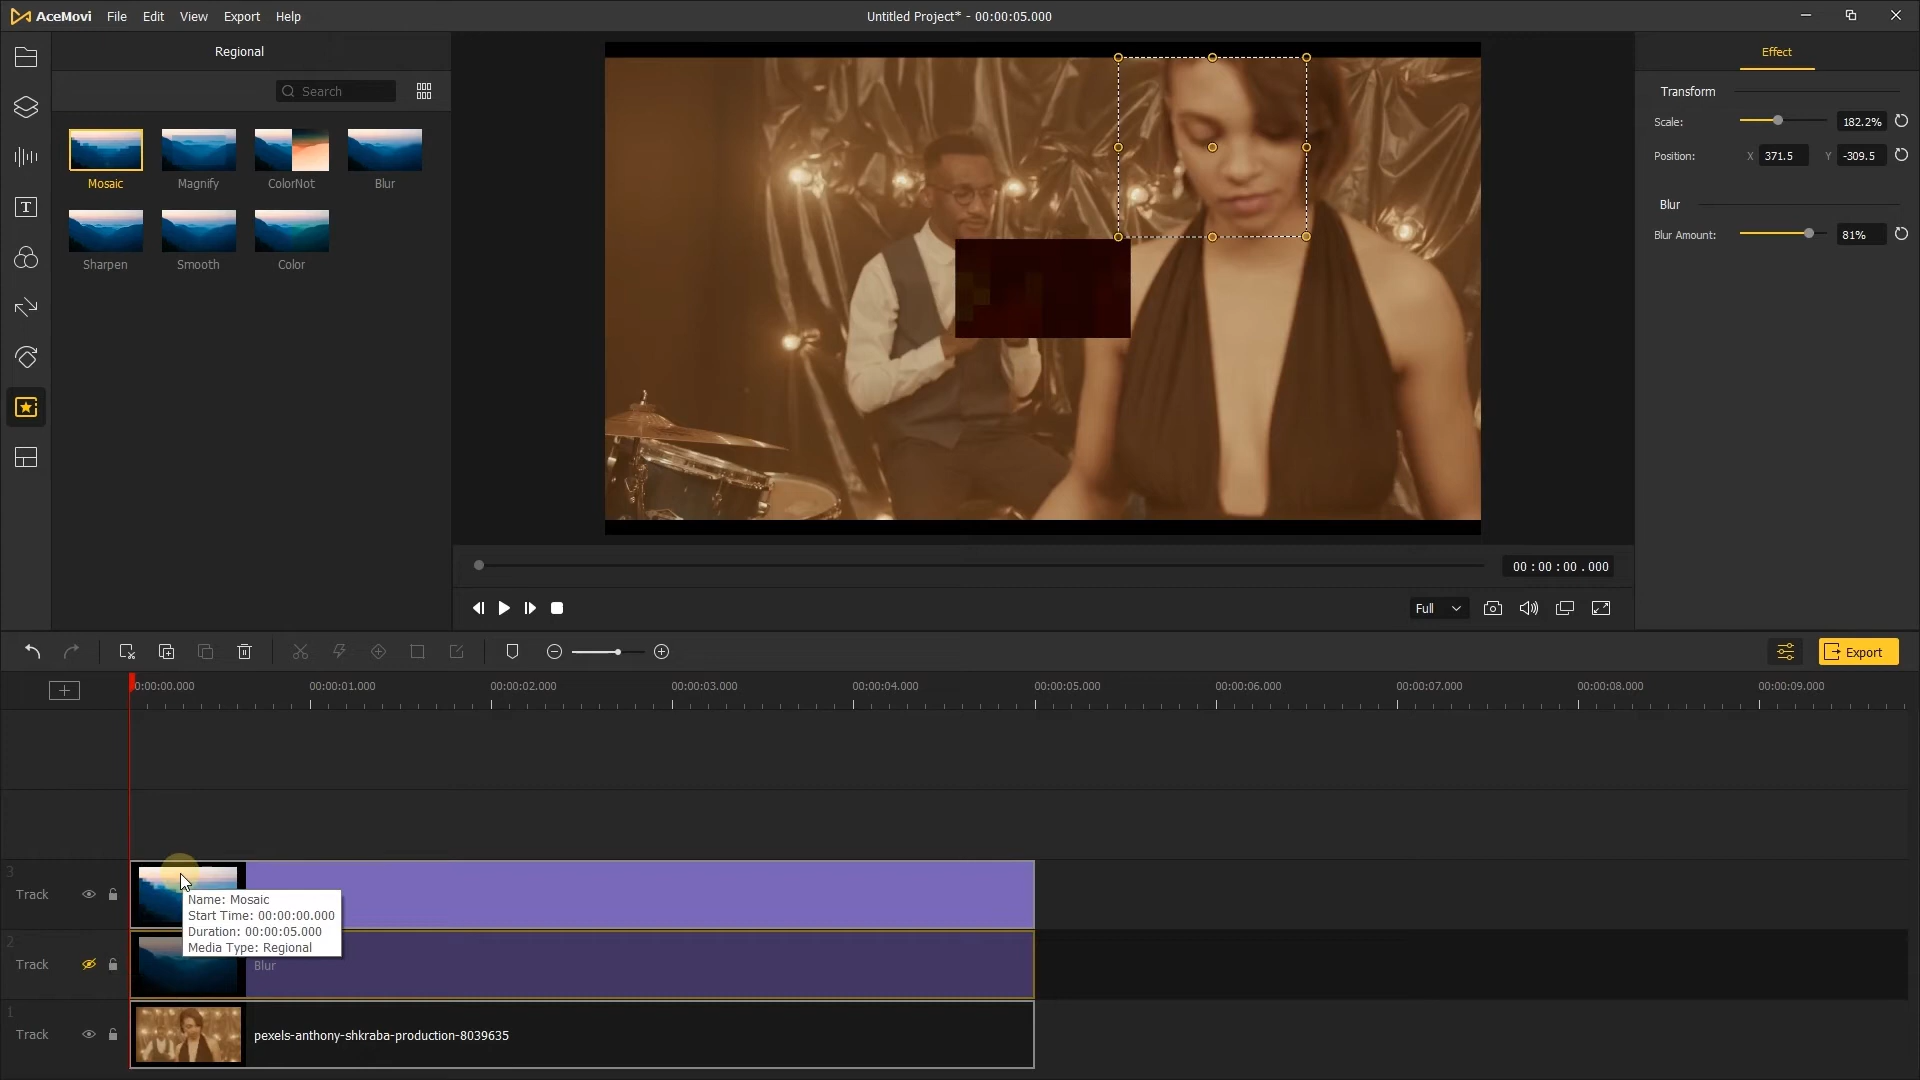 AceMovi File Edit View Export Help
Untitled Project* - 00:00:05.000
Regional
Search
Mosaic Magnify ColorNot Blur
Sharpen Smooth Color
Effect
Transform
Scale: 182.2%
Position: X 371.5 Y -309.5
Blur
Blur Amount: 81%
00 : 00 : 00 . 000
Full
Export
0:00:00.000 00:00:01.000 00:00:02.000 00:00:03.000 00:00:04.000 00:00:05.000 00:00:06.000 00:00:07.000 00:00:08.000 00:00:09.000
3
Track
Name: Mosaic
Start Time: 00:00:00.000
Duration: 00:00:05.000
Media Type: Regional
2
Track
Blur
1
Track
pexels-anthony-shkraba-production-8039635